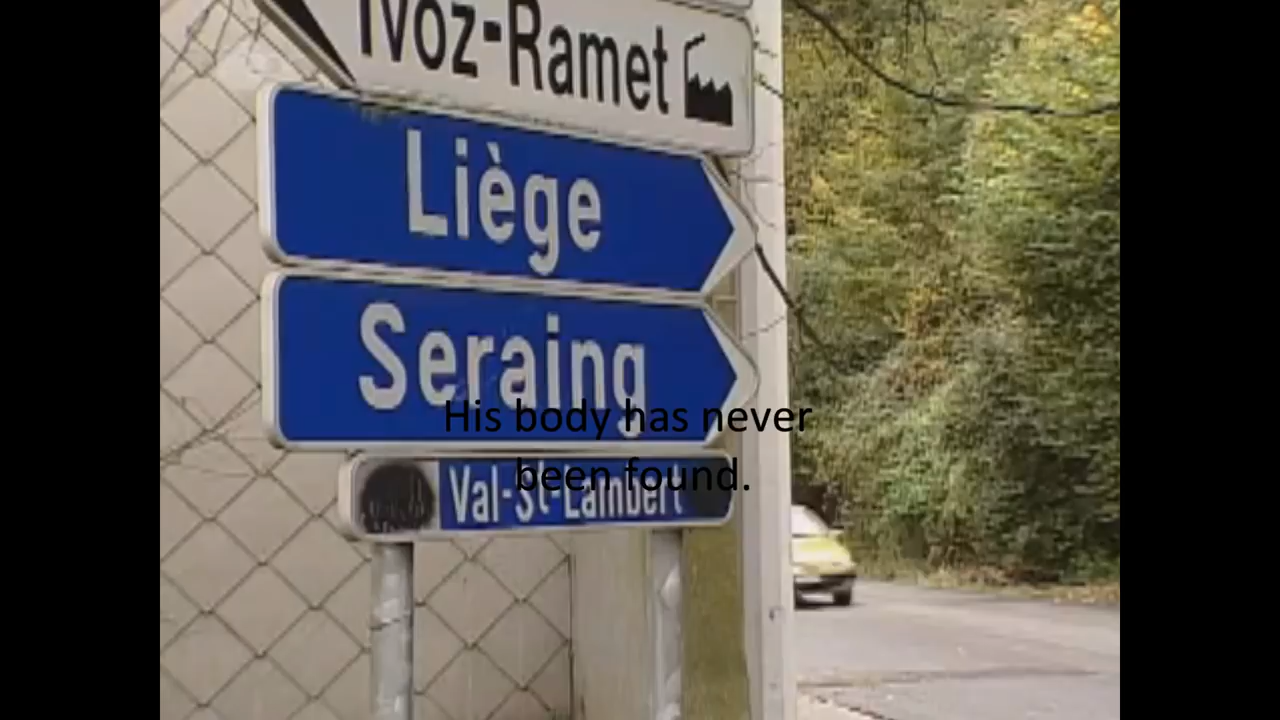 Ivoz-Ramet
Liège
Seraing
His body has never
been found.
Val-St-Lambert